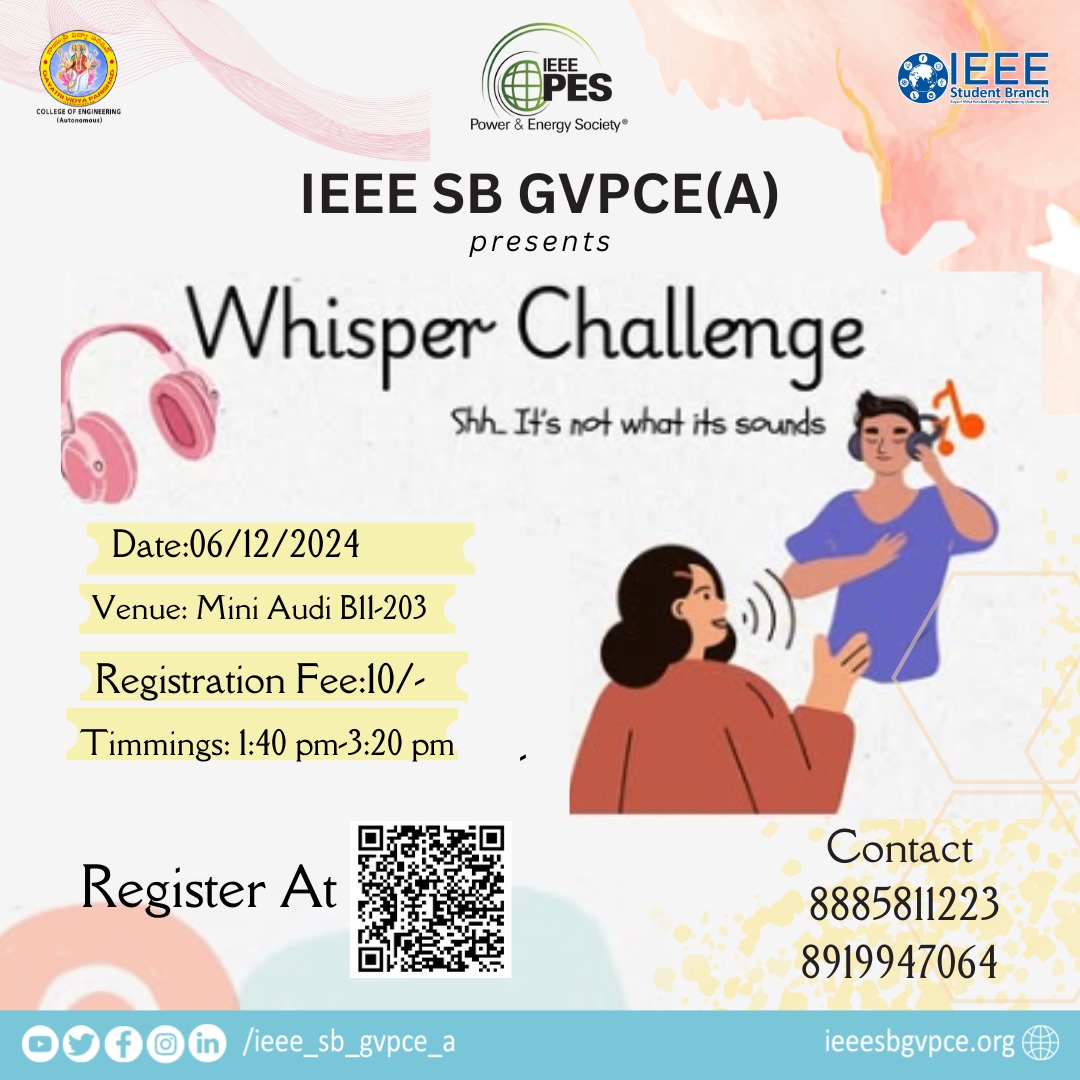 COLLEGE OF ENGINEERING
(Autonomous)
IEEE
PES
Power & Energy Society®
IEEE
Student Branch
IEEE SB GVPCE(A)
presents
Whisper Challenge
Shh... It's not what its sounds
Date:06/12/2024
Venue: Mini Audi B11-203
Registration Fee:10/-
Timmings: 1:40 pm-3:20 pm
Register At
Contact
8885811223
8919947064
/ieee_sb_gvpce_a
ieeesbgvpce.org